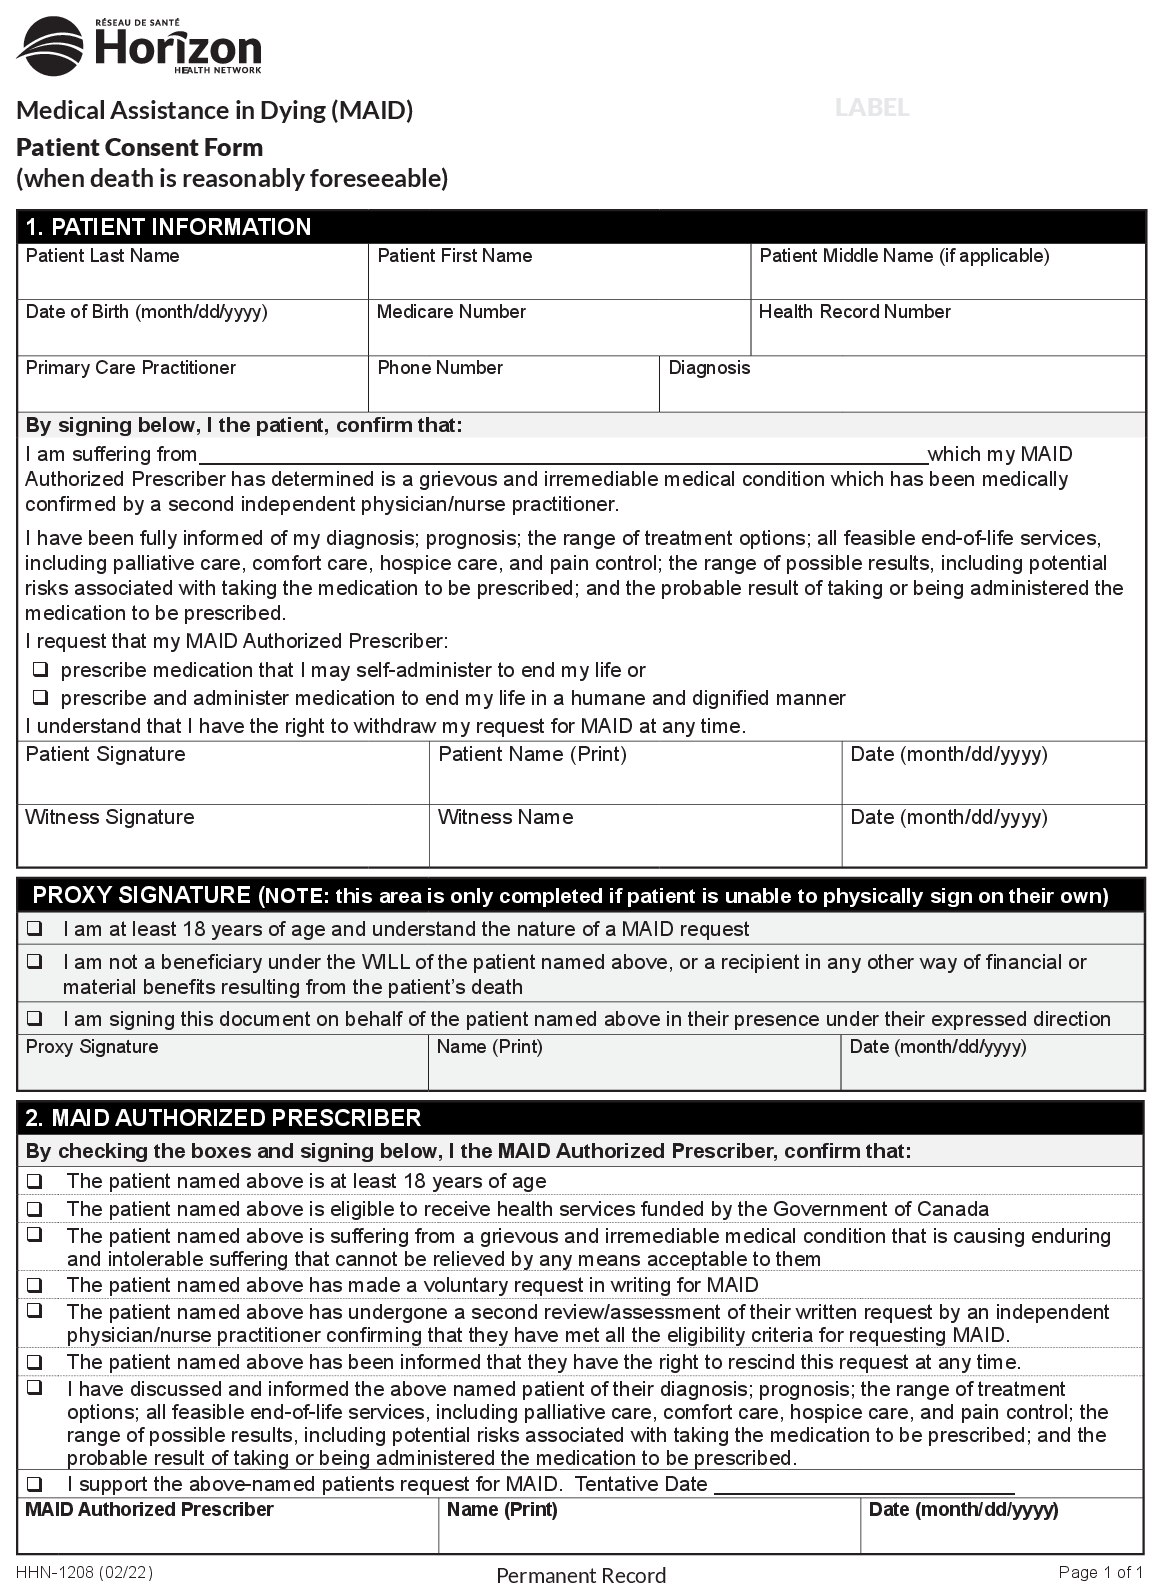 RÉSEAU DE SANTÉ
Horizon
HEALTH NETWORK
Medical Assistance in Dying (MAID)
LABEL
Patient Consent Form
(when death is reasonably foreseeable)
1. PATIENT INFORMATION
Patient Last Name Patient First Name Patient Middle Name (if applicable)
Date of Birth (month/dd/yyyy) Medicare Number Health Record Number
Primary Care Practitioner Phone Number Diagnosis
By signing below, I the patient, confirm that:
I am suffering from which my MAID
Authorized Prescriber has determined is a grievous and irremediable medical condition which has been medically
confirmed by a second independent physician/nurse practitioner.
I have been fully informed of my diagnosis; prognosis; the range of treatment options; all feasible end-of-life services,
including palliative care, comfort care, hospice care, and pain control; the range of possible results, including potential
risks associated with taking the medication to be prescribed; and the probable result of taking or being administered the
medication to be prescribed.
I request that my MAID Authorized Prescriber:
❑ prescribe medication that I may self-administer to end my life or
❑ prescribe and administer medication to end my life in a humane and dignified manner
I understand that I have the right to withdraw my request for MAID at any time.
Patient Signature Patient Name (Print) Date (month/dd/yyyy)
Witness Signature Witness Name Date (month/dd/yyyy)
PROXY SIGNATURE (NOTE: this area is only completed if patient is unable to physically sign on their own)
❑ I am at least 18 years of age and understand the nature of a MAID request
❑ I am not a beneficiary under the WILL of the patient named above, or a recipient in any other way of financial or
material benefits resulting from the patient's death
❑ I am signing this document on behalf of the patient named above in their presence under their expressed direction
Proxy Signature Name (Print) Date (month/dd/yyyy)
2. MAID AUTHORIZED PRESCRIBER
By checking the boxes and signing below, I the MAID Authorized Prescriber, confirm that:
❑ The patient named above is at least 18 years of age
❑ The patient named above is eligible to receive health services funded by the Government of Canada
❑ The patient named above is suffering from a grievous and irremediable medical condition that is causing enduring
and intolerable suffering that cannot be relieved by any means acceptable to them
❑ The patient named above has made a voluntary request in writing for MAID
❑ The patient named above has undergone a second review/assessment of their written request by an independent
physician/nurse practitioner confirming that they have met all the eligibility criteria for requesting MAID.
❑ The patient named above has been informed that they have the right to rescind this request at any time.
❑ I have discussed and informed the above named patient of their diagnosis; prognosis; the range of treatment
options; all feasible end-of-life services, including palliative care, comfort care, hospice care, and pain control; the
range of possible results, including potential risks associated with taking the medication to be prescribed; and the
probable result of taking or being administered the medication to be prescribed.
❑ I support the above-named patients request for MAID. Tentative Date
MAID Authorized Prescriber Name (Print) Date (month/dd/yyyy)
HHN-1208 (02/22) Permanent Record Page 1 of 1